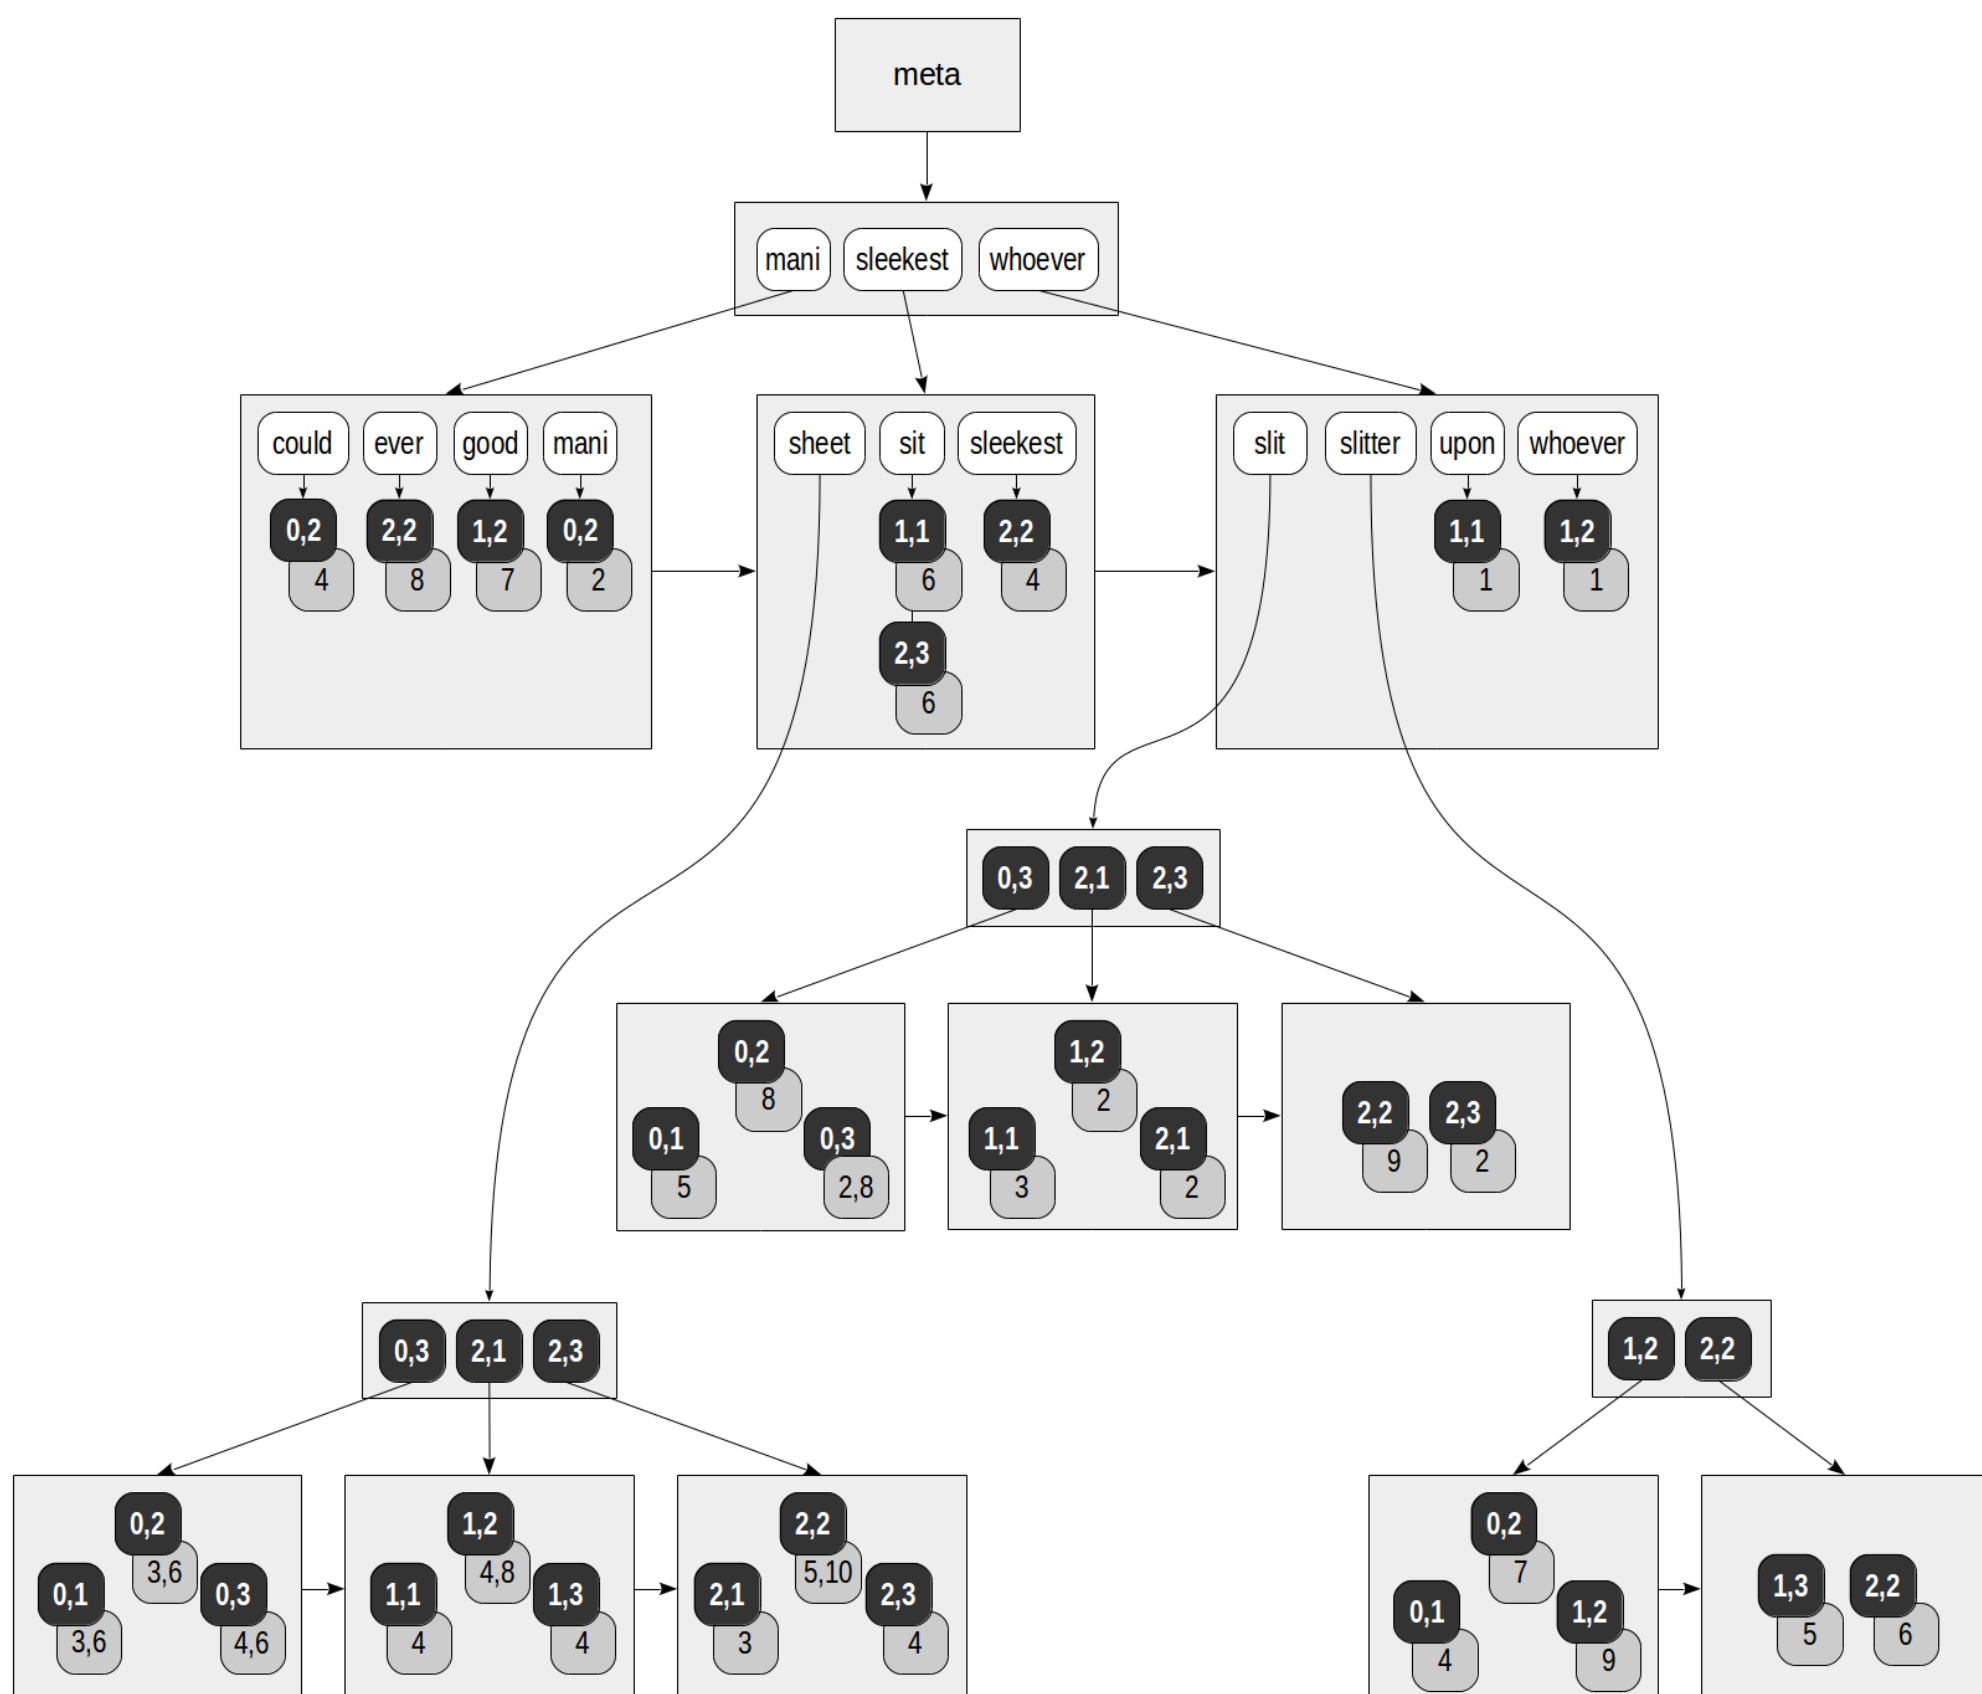 meta
mani sleekest whoever
could ever good mani sheet sit sleekest slit slitter upon whoever
0,2 2,2 1,2 0,2 1,1 2,2 1,1 1,2
4 8 7 2 6 4 1 1
2,3
6
0,3 2,1 2,3
0,2 1,2
8 2
2,2 2,3
0,1 0,3 1,1 2,1
9 2
5 2,8 3 2
0,3 2,1 2,3 1,2 2,2
0,2 1,2 2,2 0,2
3,6 4,8 5,10 7
0,1 0,3 1,1 1,3 2,1 2,3 0,1 1,2 1,3 2,2
3,6 4,6 4 4 3 4 4 9 5 6